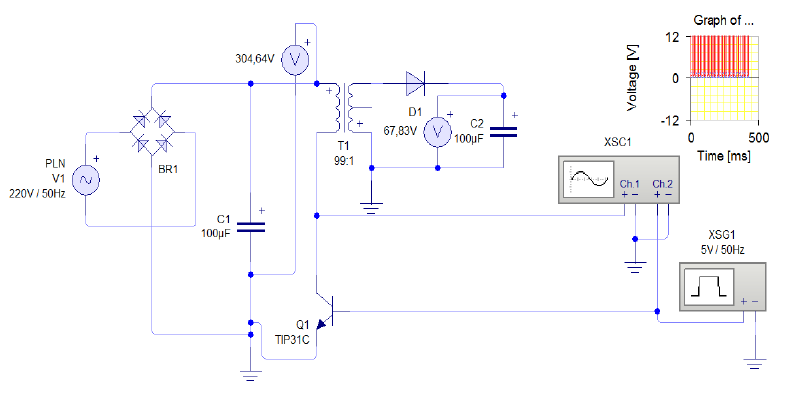 Graph of ...
Voltage [V]
12
0
-12
0
500
Time [ms]
304,64V
+
+
+
T1
99:1
D1
67,83V
+
C2
100µF
+
XSC1
Ch.1
Ch.2
+ − + −
PLN
V1
220V / 50Hz
+
BR1
C1
100µF
+
XSG1
5V / 50Hz
+ −
Q1
TIP31C